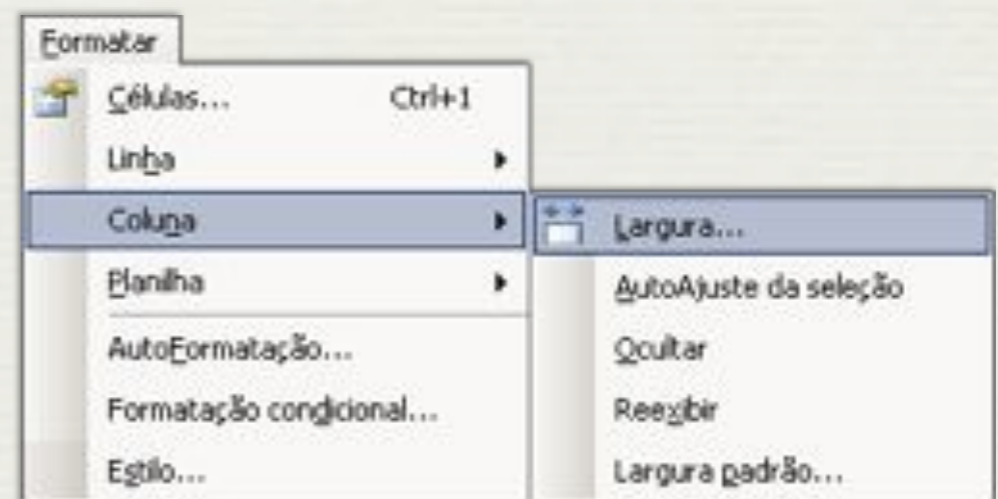 Formatar
Células... Ctrl+1
Linha
Coluna
Planilha
AutoFormatação...
Formatação condicional...
Estilo...
Largura...
AutoAjuste da seleção
Ocultar
Reexibir
Largura padrão...